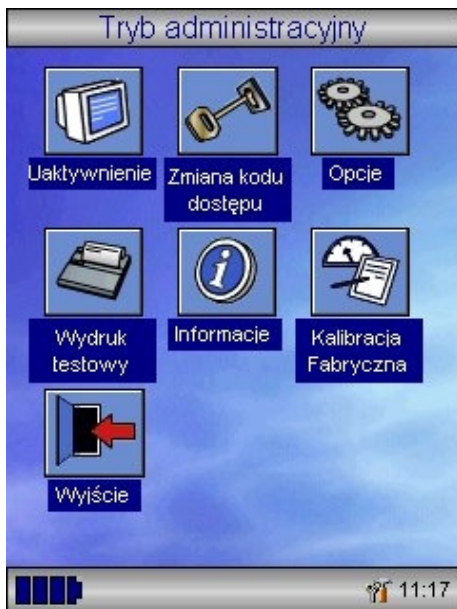 Tryb administracyjny
Uaktywnienie
Zmiana kodu
dostępu
Opcje
Wydruk
testowy
Informacje
Kalibracja
Fabryczna
Wyjście
11:17